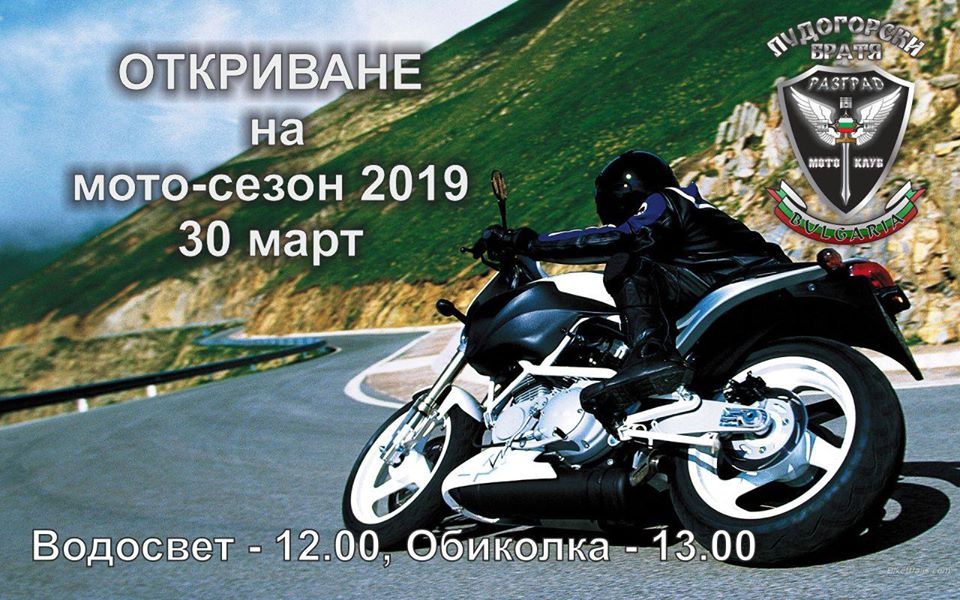 ОТКРИВАНЕ
на
мото-сезон 2019
30 март
ЛУДОГОРСКИ
БРАТЯ
РАЗГРАД
МОТО КЛУБ
BULGARIA
Водосвет - 12.00, Обиколка - 13.00